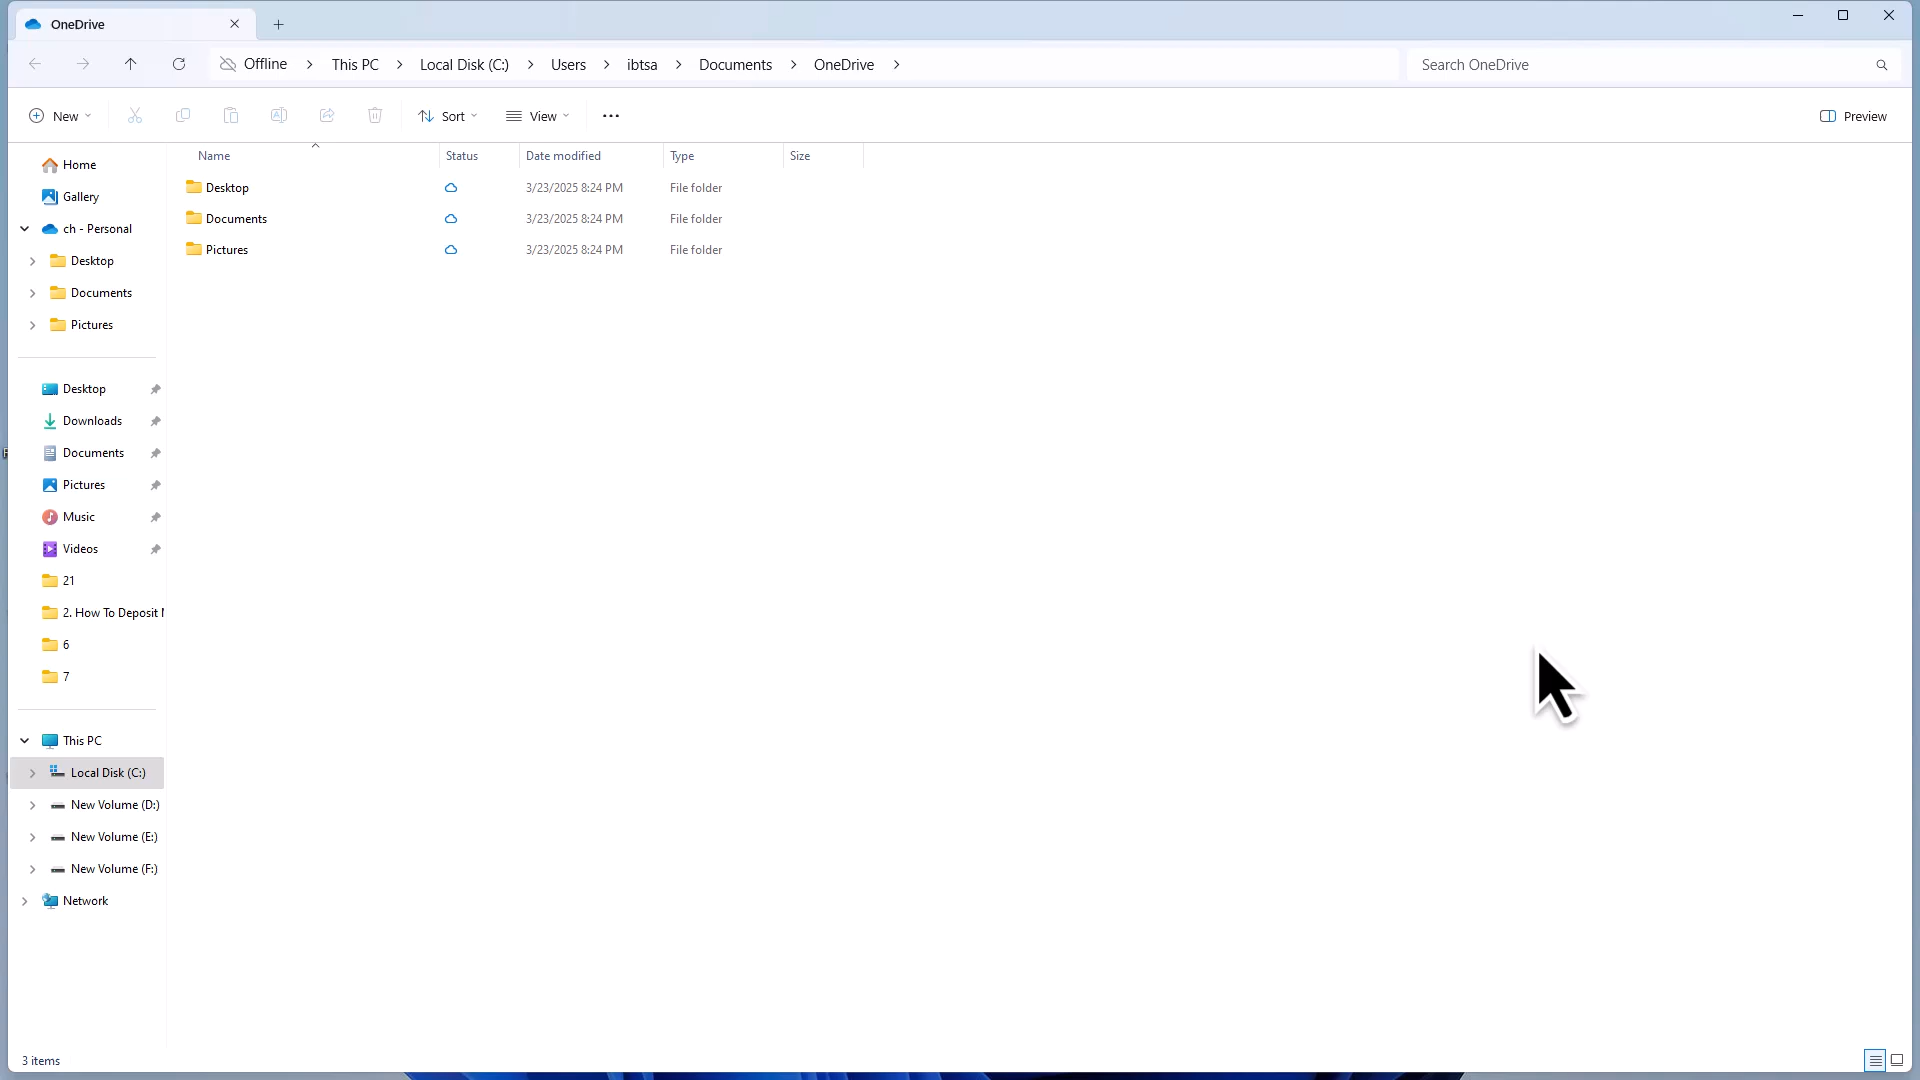 OneDrive
Offline > This PC > Local Disk (C:) > Users > ibtsa > Documents > OneDrive >
Search OneDrive
New
Sort
View
Preview
Name Status Date modified Type Size
Desktop 3/23/2025 8:24 PM File folder
Documents 3/23/2025 8:24 PM File folder
Pictures 3/23/2025 8:24 PM File folder
Home
Gallery
ch - Personal
Desktop
Documents
Pictures
Desktop
Downloads
Documents
Pictures
Music
Videos
21
2. How To Deposit
6
7
This PC
Local Disk (C:)
New Volume (D:)
New Volume (E:)
New Volume (F:)
Network
3 items